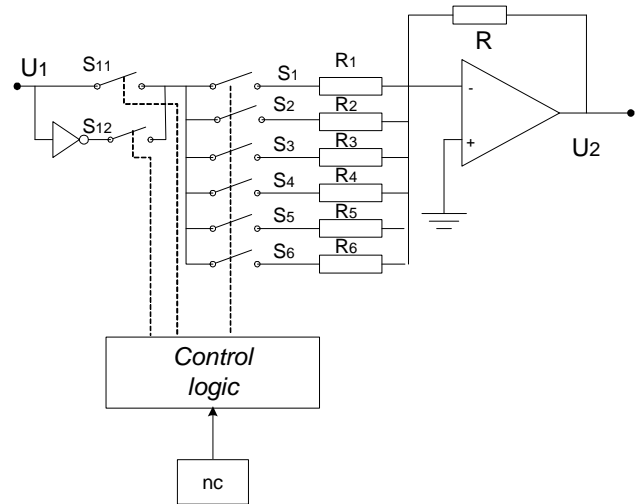 U1
S11
S12
S1
S2
S3
S4
S5
S6
R1
R2
R3
R4
R5
R6
R
-
+
U2
Control
logic
nc